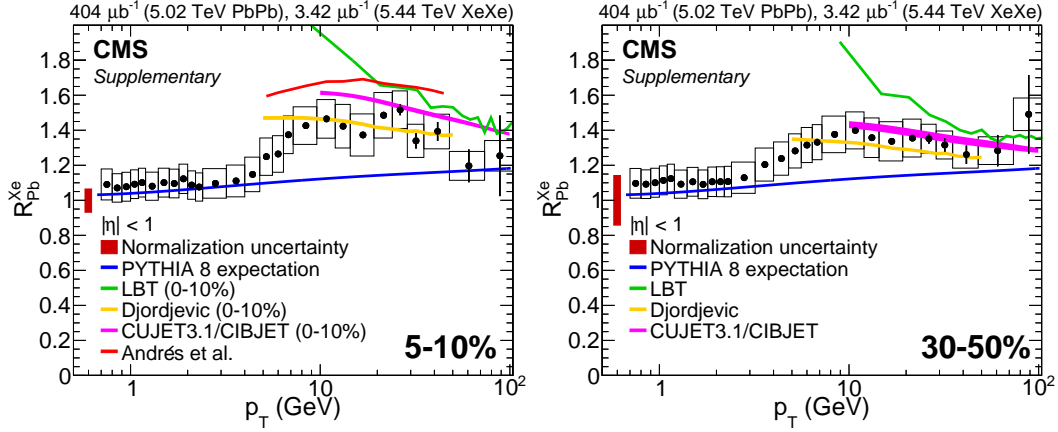 404 μb⁻¹ (5.02 TeV PbPb), 3.42 μb⁻¹ (5.44 TeV XeXe)
CMS
Supplementary
1.8
1.6
1.4
1.2
1
0.8
0.6
0.4
0.2
0
R^Xe_Pb
|η| < 1
Normalization uncertainty
PYTHIA 8 expectation
LBT (0-10%)
Djordjevic (0-10%)
CUJET3.1/CIBJET (0-10%)
Andrés et al.
5-10%
1 10 10²
p_T (GeV)
404 μb⁻¹ (5.02 TeV PbPb), 3.42 μb⁻¹ (5.44 TeV XeXe)
CMS
Supplementary
1.8
1.6
1.4
1.2
1
0.8
0.6
0.4
0.2
0
R^Xe_Pb
|η| < 1
Normalization uncertainty
PYTHIA 8 expectation
LBT
Djordjevic
CUJET3.1/CIBJET
30-50%
1 10 10²
p_T (GeV)